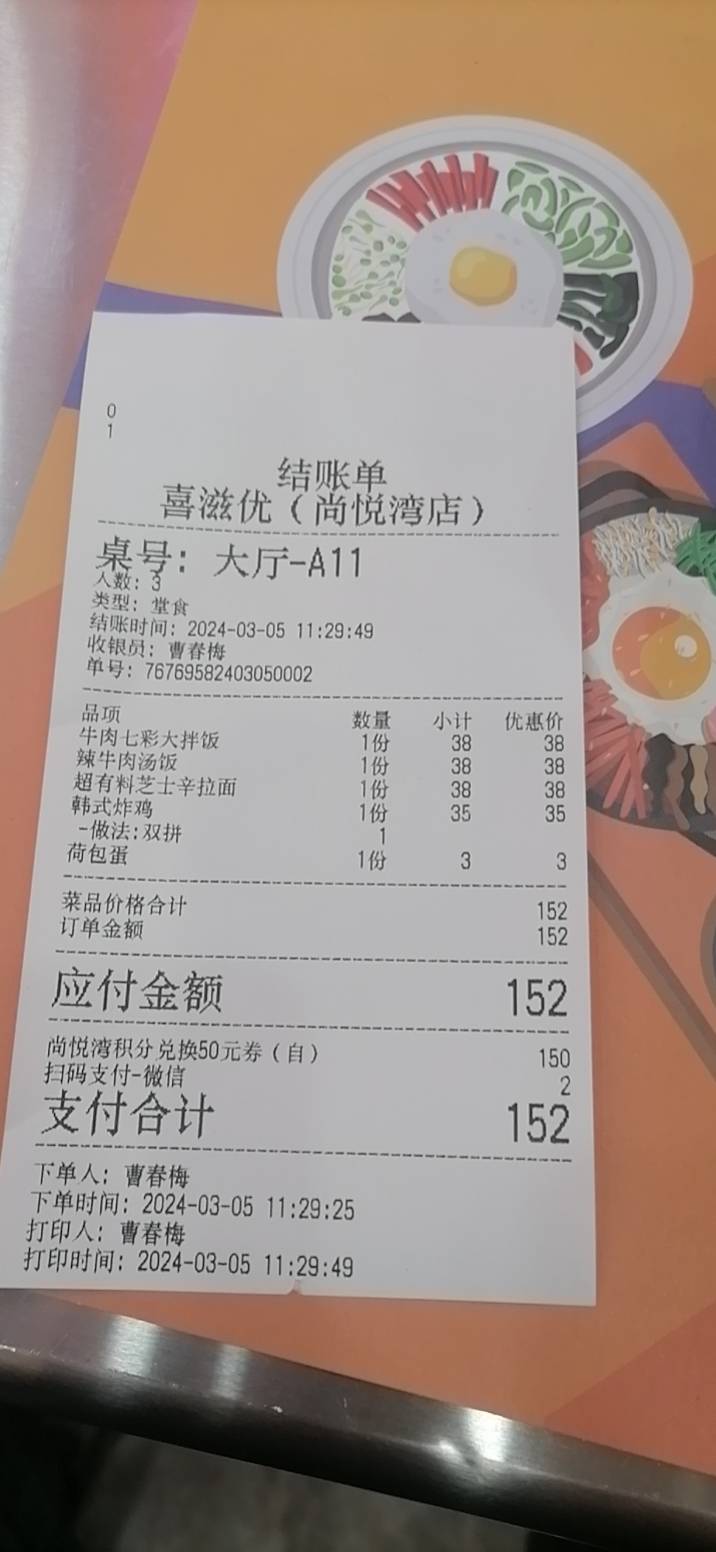 0
1
结账单
喜滋优（尚悦湾店）
桌号：大厅-A11
人数：3
类型：堂食
结账时间：2024-03-05 11:29:49
收银员：曹春梅
单号：76769582403050002
品项 数量 小计 优惠价
牛肉七彩大拌饭 1份 38 38
辣牛肉汤饭 1份 38 38
超有料芝士辛拉面 1份 38 38
韩式炸鸡 1份 35 35
-做法:双拼 1
荷包蛋 1份 3 3
菜品价格合计 152
订单金额 152
应付金额 152
尚悦湾积分兑换50元券（自） 150
扫码支付-微信 2
支付合计 152
下单人：曹春梅
下单时间：2024-03-05 11:29:25
打印人：曹春梅
打印时间：2024-03-05 11:29:49